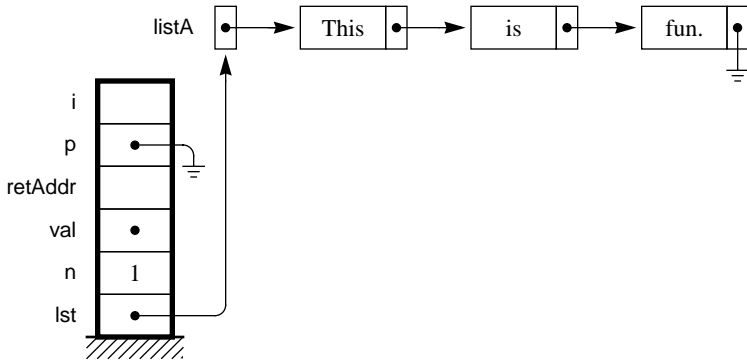 listA This is fun.
i
p
retAddr
val
n 1
lst